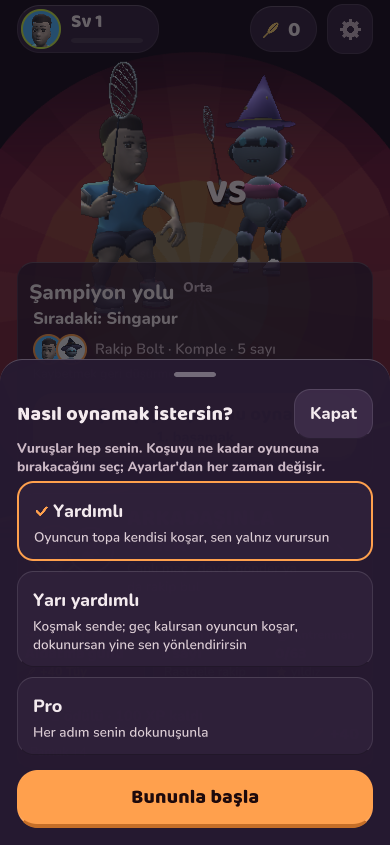 Sv 1
0
VS
Şampiyon yolu Orta
Sıradaki: Singapur
Rakip Bolt · Komple · 5 sayı
Nasıl oynamak istersin?
Kapat
Vuruşlar hep senin. Koşuyu ne kadar oyuncuna
bırakacağını seç; Ayarlar'dan her zaman değişir.
Yardımlı
Oyuncun topa kendisi koşar, sen yalnız vurursun
Yarı yardımlı
Koşmak sende; geç kalırsan oyuncun koşar,
dokunursan yine sen yönlendirirsin
Pro
Her adım senin dokunuşunla
Bununla başla